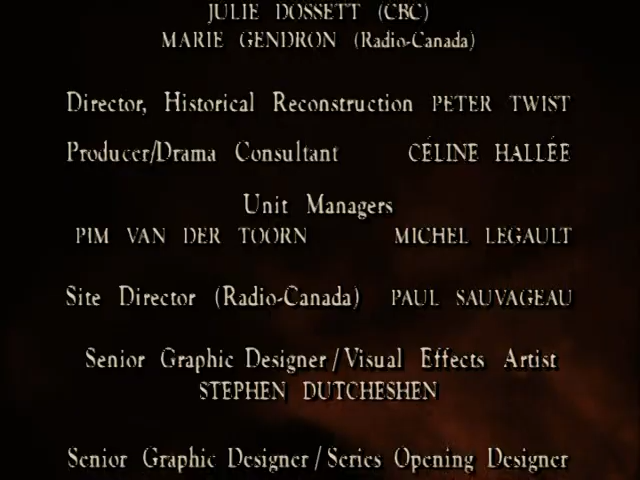 JULIE DOSSETT (CBC)
MARIE GENDRON (Radio-Canada)
Director, Historical Reconstruction PETER TWIST
Producer/Drama Consultant CÉLINE HALLÉE
Unit Managers
PIM VAN DER TOORN MICHEL LEGAULT
Site Director (Radio-Canada) PAUL SAUVAGEAU
Senior Graphic Designer / Visual Effects Artist
STEPHEN DUTCHESHEN
Senior Graphic Designer / Series Opening Designer